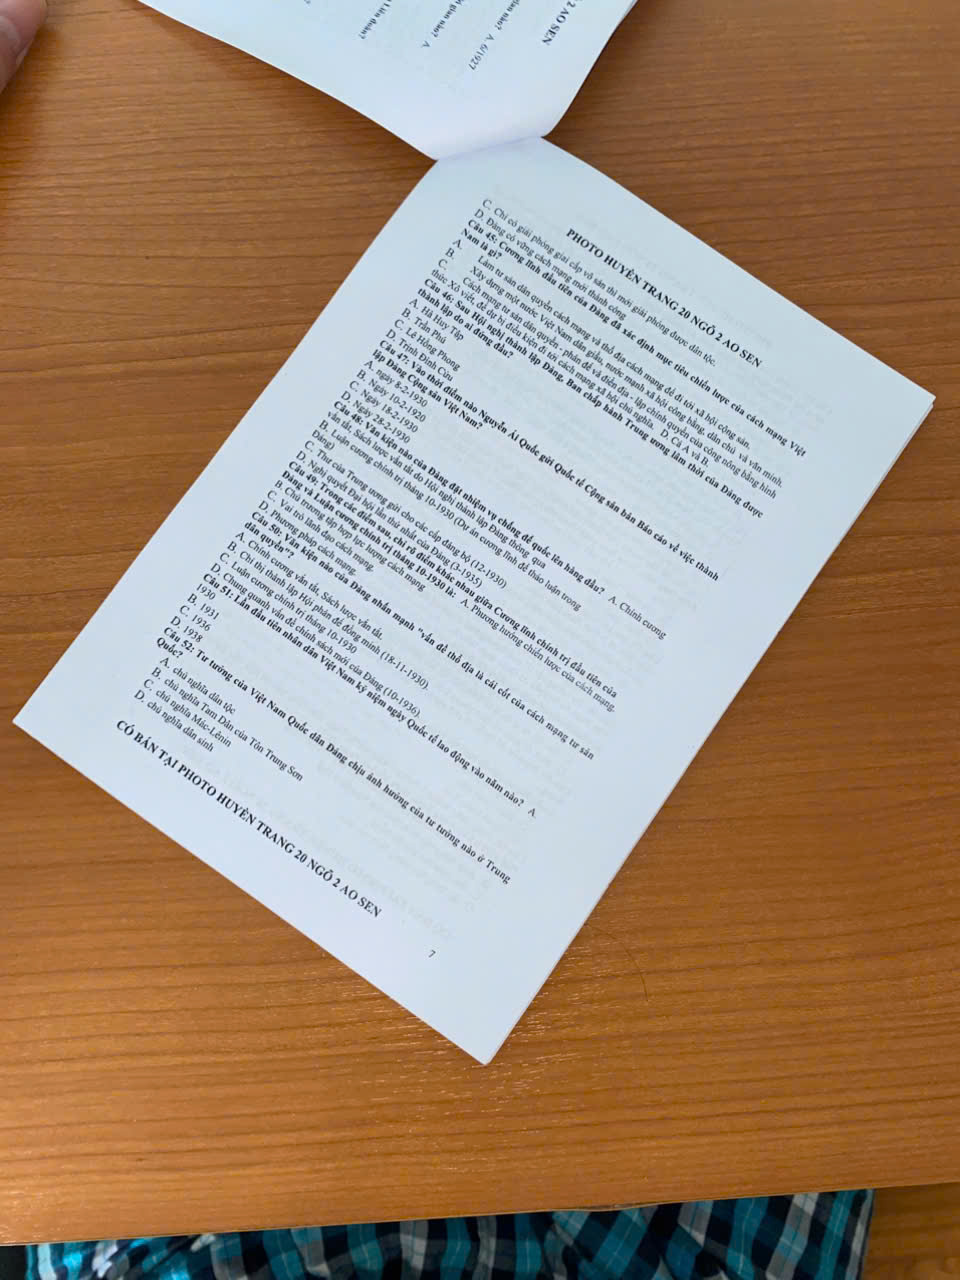 2 AO SEN
gian nào? A. 6/1927
gian nào? A.
Liên đoàn?
PHOTO HUYỀN TRANG 20 NGÕ 2 AO SEN
C. Chỉ có giải phóng giai cấp vô sản thì mới giải phóng được dân tộc.
D. Đảng có vững cách mạng mới thành công
Câu 45: Cương lĩnh đầu tiên của Đảng đã xác định mục tiêu chiến lược của cách mạng Việt
Nam là gì?
A. Làm tư sản dân quyền cách mạng và thổ địa cách mạng để đi tới xã hội cộng sản.
B. Xây dựng một nước Việt Nam dân giầu, nước mạnh xã hội công bằng, dân chủ và văn minh.
C. Cách mạng tư sản dân quyền - phản đế và điền địa - lập chính quyền của công nông bằng hình
thức Xô viết, để dự bị điều kiện đi tới cách mạng xã hội chủ nghĩa. D. Cả A và B.
Câu 46: Sau Hội nghị thành lập Đảng, Ban chấp hành Trung ương lâm thời của Đảng được
thành lập do ai đứng đầu?
A. Hà Huy Tập
B. Trần Phú
C. Lê Hồng Phong
D. Trịnh Đình Cửu
Câu 47: Vào thời điểm nào Nguyễn Ái Quốc gửi Quốc tế Cộng sản bản Báo cáo về việc thành
lập Đảng Cộng sản Việt Nam?
A. ngày 8-2-1930
B. Ngày 10-2-1920
C. Ngày 18-2-1930
D. Ngày 28-2-1930
Câu 48: Văn kiện nào của Đảng đặt nhiệm vụ chống đế quốc lên hàng đầu? A. Chính cương
vắn tắt, Sách lược vắn tắt do Hội nghị thành lập Đảng thông qua
B. Luận cương chính trị tháng 10-1930 (Dự án cương lĩnh để thảo luận trong
Đảng)
C. Thư của Trung ương gửi cho các cấp đảng bộ (12-1930)
D. Nghị quyết Đại hội lần thứ nhất của Đảng (3-1935)
Câu 49: Trong các điểm sau, chỉ rõ điểm khác nhau giữa Cương lĩnh chính trị đầu tiên của
Đảng và Luận cương chính trị tháng 10-1930 là: A. Phương hướng chiến lược của cách mạng.
B. Chủ trương tập hợp lực lượng cách mạng
C. Vai trò lãnh đạo cách mạng.
D. Phương pháp cách mạng.
Câu 50: Văn kiện nào của Đảng nhấn mạnh "vấn đề thổ địa là cái cốt của cách mạng tư sản
dân quyền"?
A. Chính cương vắn tắt, Sách lược vắn tắt.
B. Chỉ thị thành lập Hội phản đế đồng minh (18-11-1930).
C. Luận cương chính trị tháng 10-1930
D. Chung quanh vấn đề chính sách mới của Đảng (10-1936).
Câu 51: Lần đầu tiên nhân dân Việt Nam kỷ niệm ngày Quốc tế lao động vào năm nào? A.
1930
B. 1931
C. 1936
D. 1938
Câu 52: Tư tưởng của Việt Nam Quốc dân Đảng chịu ảnh hưởng của tư tưởng nào ở Trung
Quốc?
A. chủ nghĩa dân tộc
B. chủ nghĩa Tam Dân của Tôn Trung Sơn
C. chủ nghĩa Mác-Lênin
D. chủ nghĩa dân sinh
CÓ BÁN TẠI PHOTO HUYỀN TRANG 20 NGÕ 2 AO SEN
7